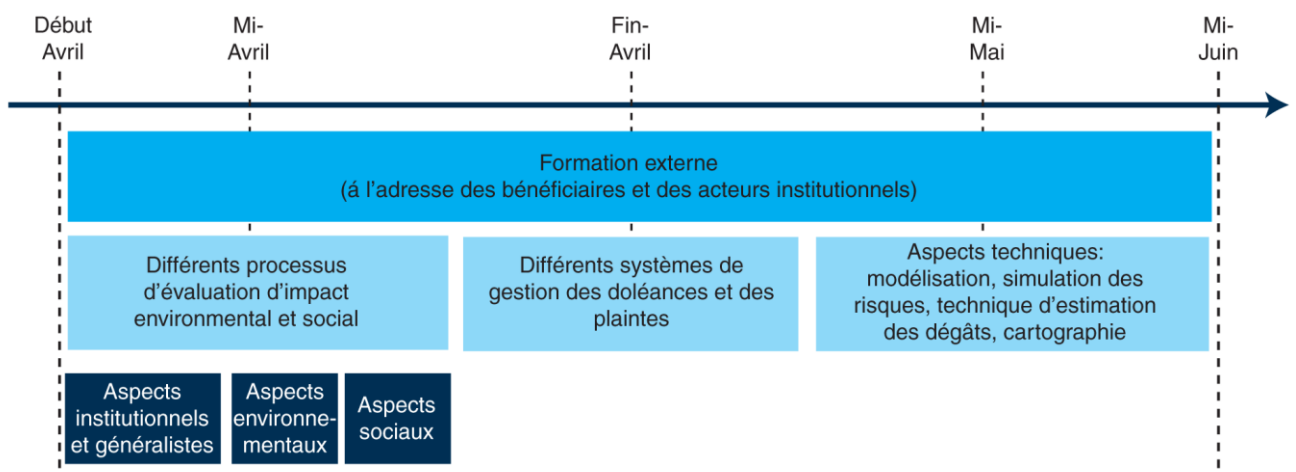 Début
Avril
Mi-
Avril
Fin-
Avril
Mi-
Mai
Mi-
Juin
Formation externe
(á l’adresse des bénéficiaires et des acteurs institutionnels)
Différents processus
d’évaluation d’impact
environmental et social
Différents systèmes de
gestion des doléances et des
plaintes
Aspects techniques:
modélisation, simulation des
risques, technique d’estimation
des dégâts, cartographie
Aspects
institutionnels
et généralistes
Aspects
environne-
mentaux
Aspects
sociaux